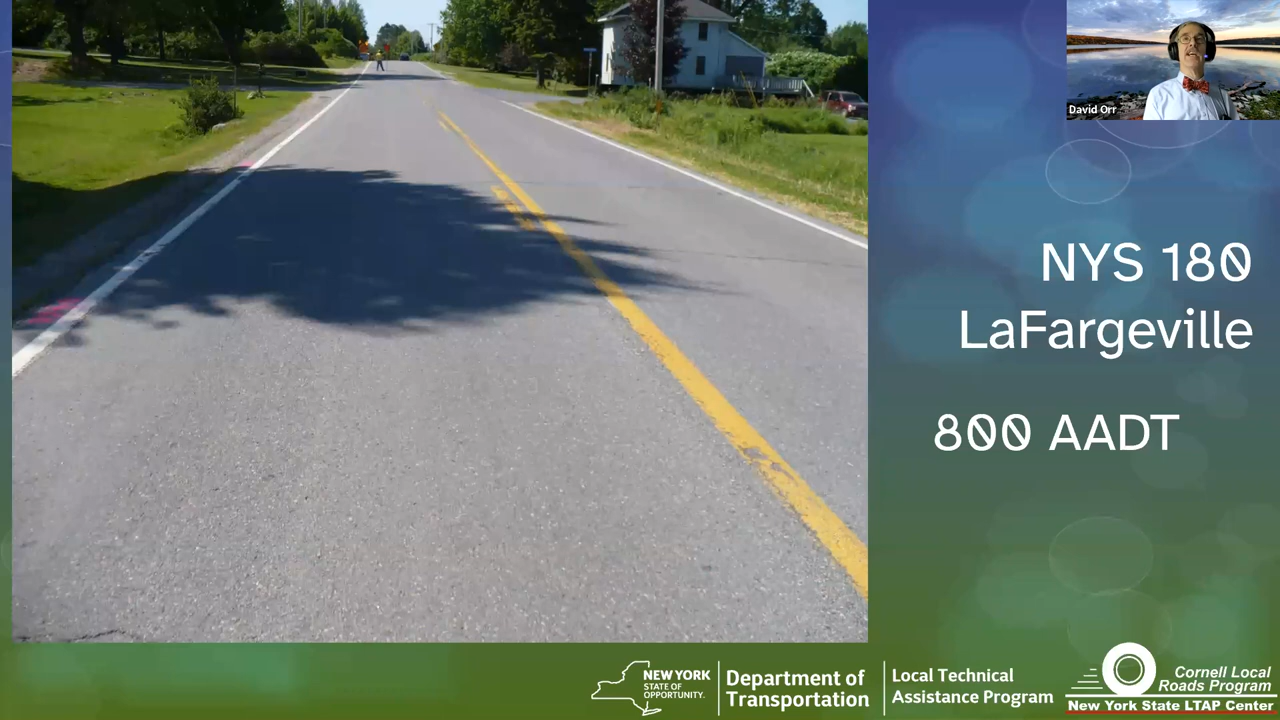 David Orr
NYS 180
LaFargeville
800 AADT
NEW YORK
STATE OF
OPPORTUNITY.
Department of
Transportation
Local Technical
Assistance Program
Cornell Local
Roads Program
New York State LTAP Center